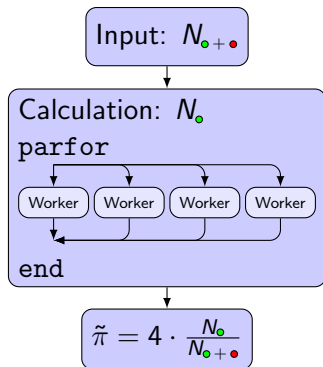 Input: N●+●
Calculation: N●
parfor
Worker Worker Worker Worker
end
π̃ = 4 · N●/N●+●